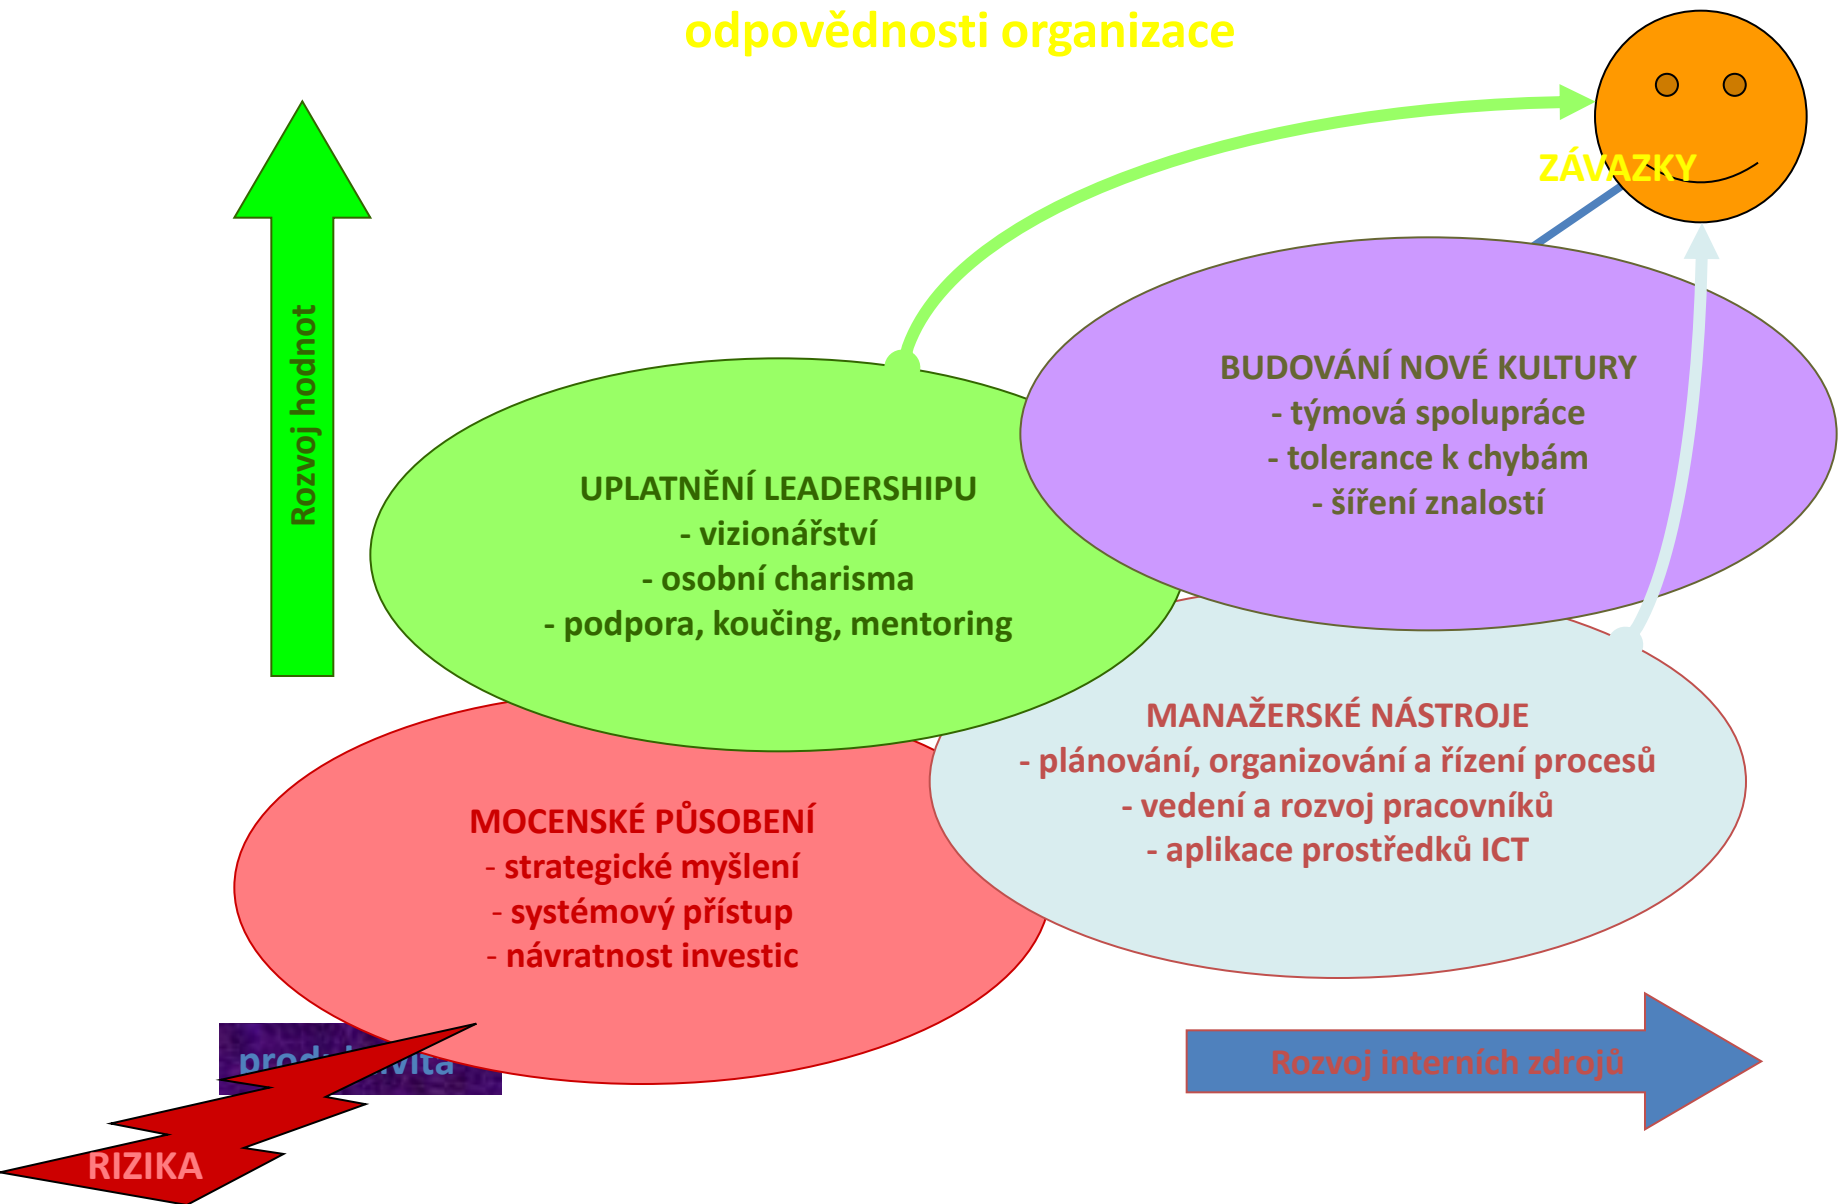 odpovědnosti organizace
ZÁVAZKY
Rozvoj hodnot
BUDOVÁNÍ NOVÉ KULTURY
- týmová spolupráce
- tolerance k chybám
- šíření znalostí
UPLATNĚNÍ LEADERSHIPU
- vizionářství
- osobní charisma
- podpora, koučing, mentoring
MANAŽERSKÉ NÁSTROJE
- plánování, organizování a řízení procesů
- vedení a rozvoj pracovníků
- aplikace prostředků ICT
MOCENSKÉ PŮSOBENÍ
- strategické myšlení
- systémový přístup
- návratnost investic
Rozvoj interních zdrojů
RIZIKA